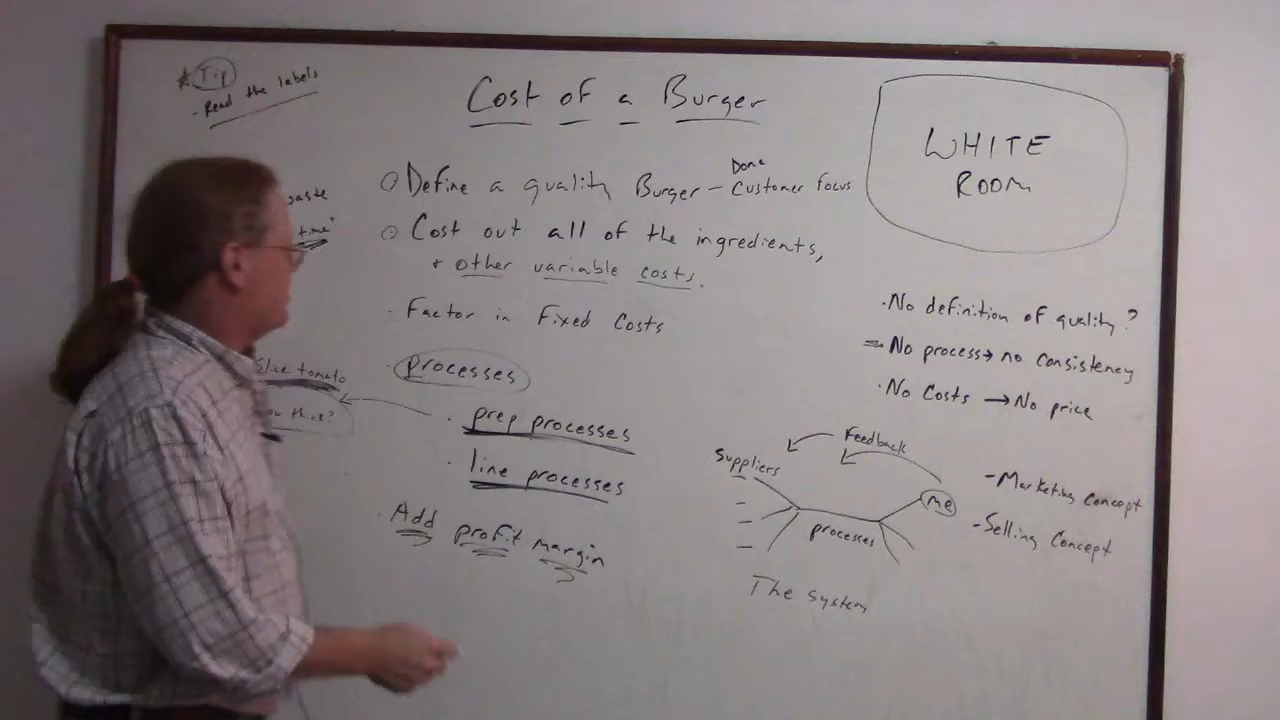 * Tip
- Read the labels
Cost of a Burger
WHITE
ROOM
Define a quality Burger - Customer Focus
Done
Cost out all of the ingredients,
+ other variable costs.
· Factor in Fixed Costs
· processes
· prep processes
· line processes
· Add profit margin
time"
Slice tomato
thick?
· No definition of quality?
No process → no consistency
· No Costs → No price
Feedback
Suppliers
me
processes
The system
- Marketing Concept
- Selling Concept